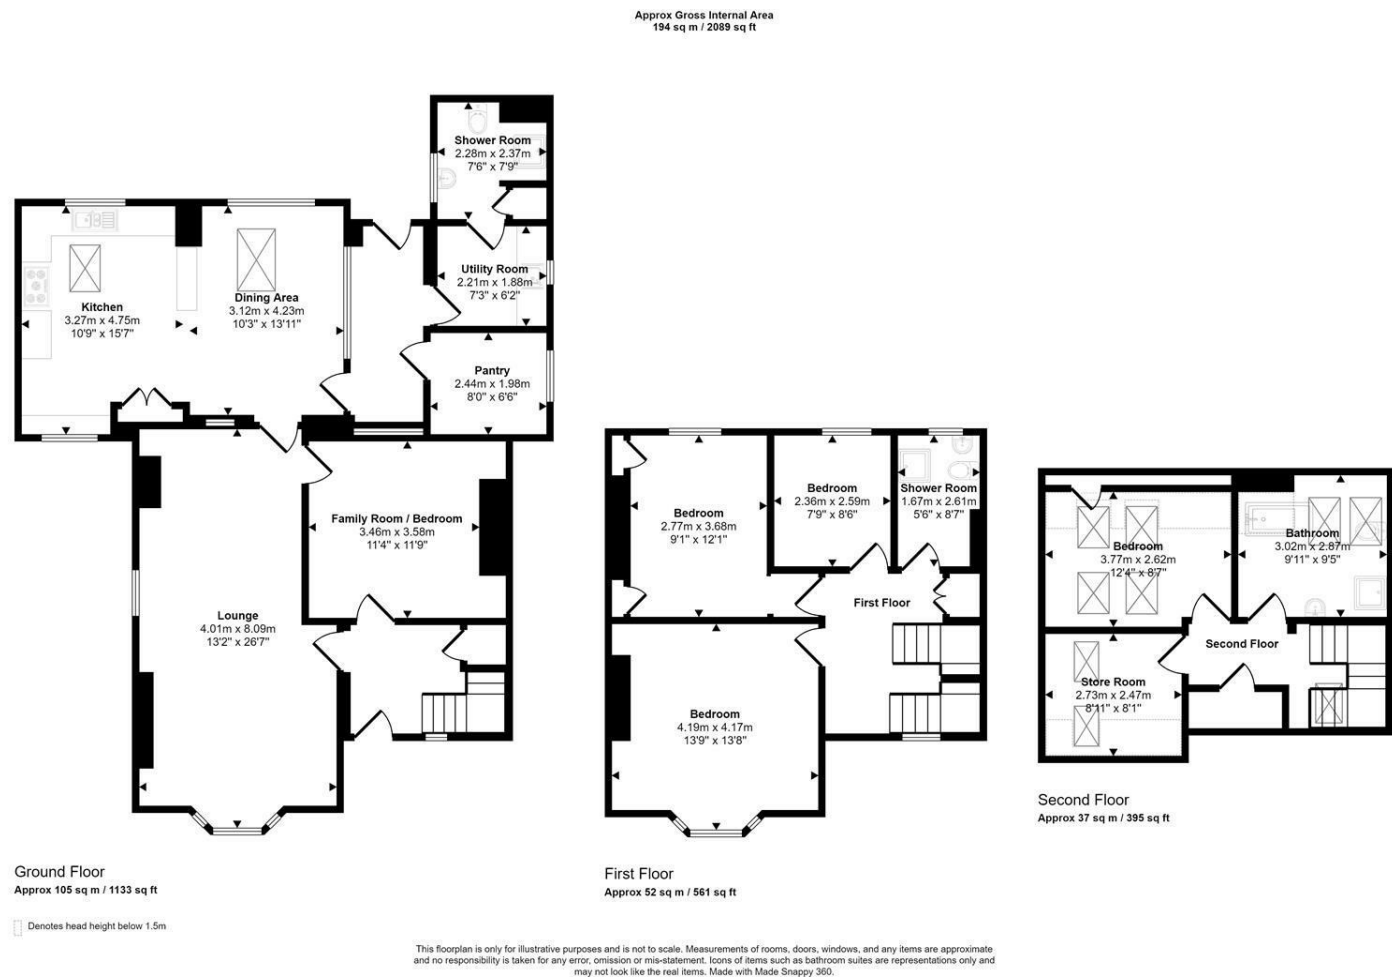 Approx Gross Internal Area
194 sq m / 2089 sq ft
Shower Room
2.28m x 2.37m
7'6" x 7'9"
Utility Room
2.21m x 1.88m
7'3" x 6'2"
Kitchen
3.27m x 4.75m
10'9" x 15'7"
Dining Area
3.12m x 4.23m
10'3" x 13'11"
Pantry
2.44m x 1.98m
8'0" x 6'6"
Family Room / Bedroom
3.46m x 3.58m
11'4" x 11'9"
Lounge
4.01m x 8.09m
13'2" x 26'7"
Ground Floor
Approx 105 sq m / 1133 sq ft
Denotes head height below 1.5m
Bedroom
2.77m x 3.68m
9'1" x 12'1"
Bedroom
2.36m x 2.59m
7'9" x 8'6"
Shower Room
1.67m x 2.61m
5'6" x 8'7"
First Floor
Bedroom
4.19m x 4.17m
13'9" x 13'8"
First Floor
Approx 52 sq m / 561 sq ft
Bedroom
3.77m x 2.62m
12'4" x 8'7"
Bathroom
3.02m x 2.87m
9'11" x 9'5"
Second Floor
Store Room
2.73m x 2.47m
8'11" x 8'1"
Second Floor
Approx 37 sq m / 395 sq ft
This floorplan is only for illustrative purposes and is not to scale. Measurements of rooms, doors, windows, and any items are approximate
and no responsibility is taken for any error, omission or mis-statement. Icons of items such as bathroom suites are representations only and
may not look like the real items. Made with Made Snappy 360.